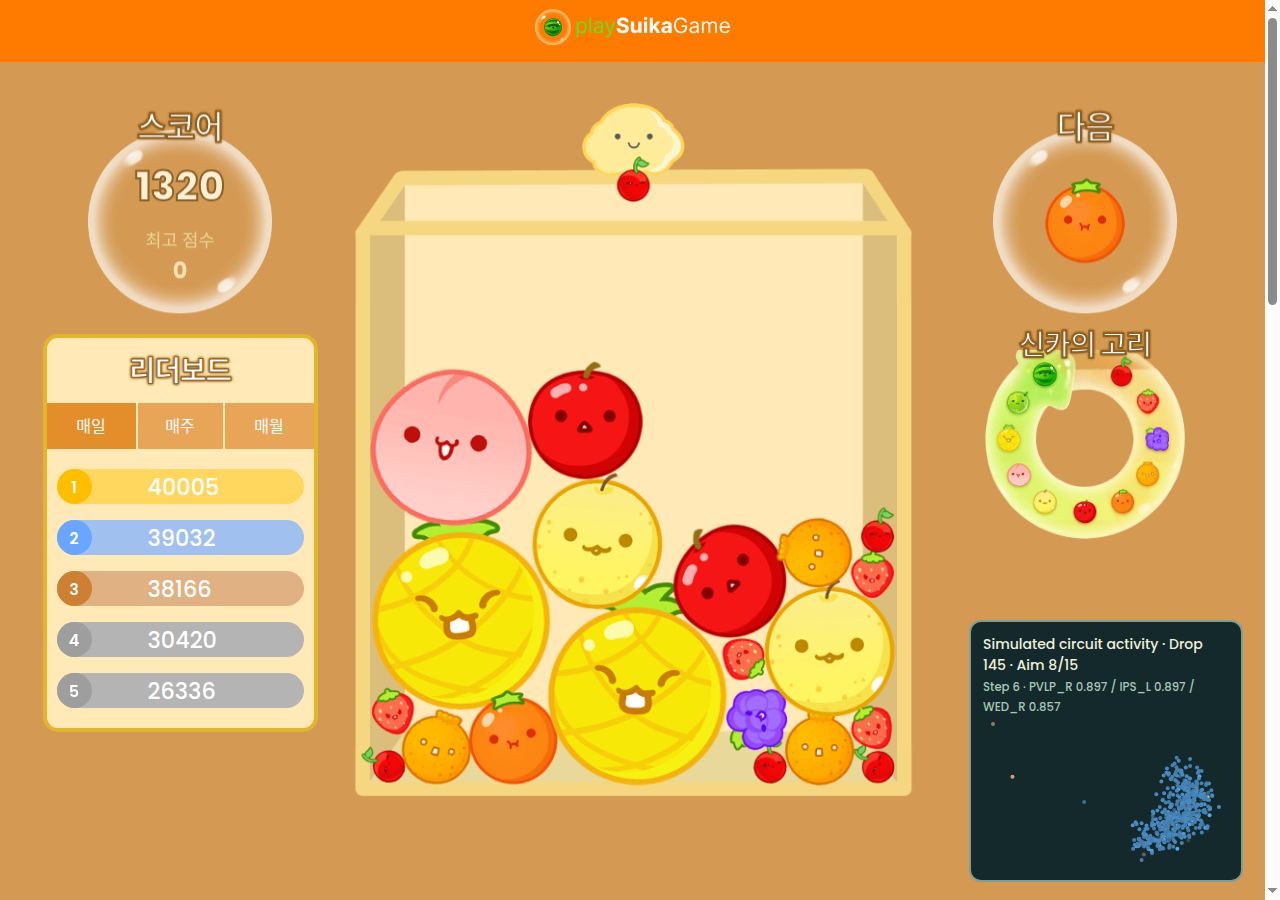 playSuikaGame
스코어
1320
최고 점수
0
다음
신카의 고리
리더보드
매일 매주 매월
1 40005
2 39032
3 38166
4 30420
5 26336
Simulated circuit activity · Drop
145 · Aim 8/15
Step 6 · PVLP_R 0.897 / IPS_L 0.897 /
WED_R 0.857